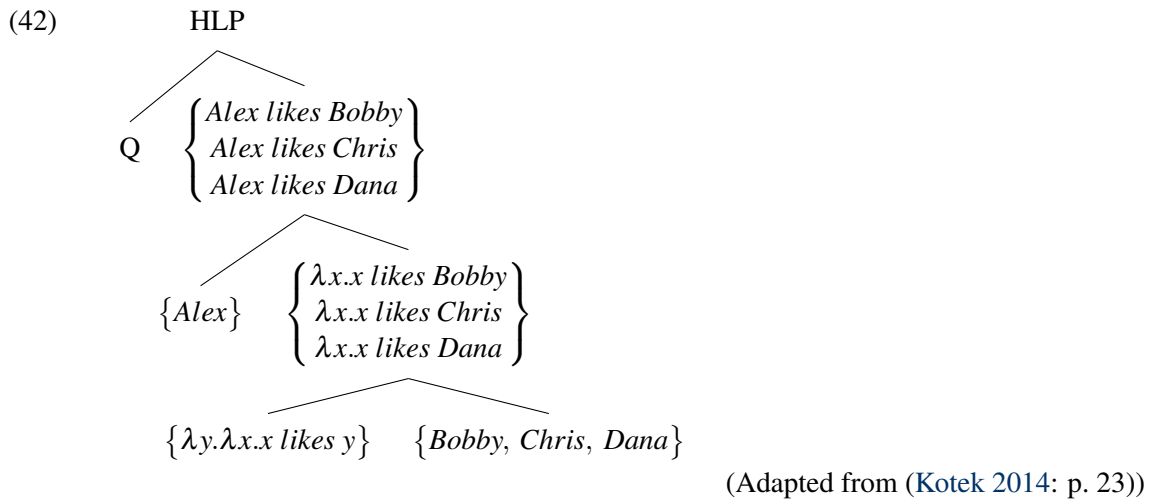 (42) HLP
Alex likes Bobby
Q Alex likes Chris
Alex likes Dana
λx.x likes Bobby
{Alex} λx.x likes Chris
λx.x likes Dana
{λy.λx.x likes y} {Bobby, Chris, Dana}
(Adapted from (Kotek 2014: p. 23))